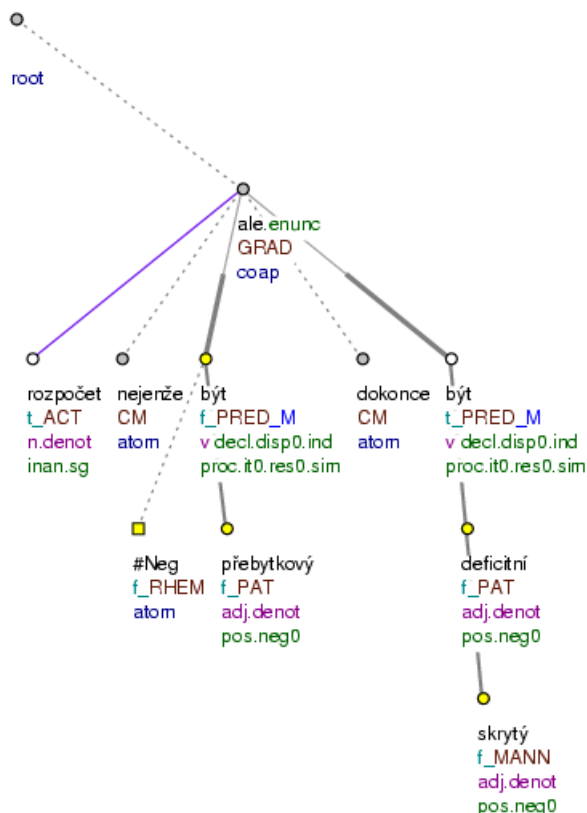 root
ale.enunc
GRAD
coap
rozpočet nejenže být dokonce být
t_ACT CM f_PRED_M CM t_PRED_M
n.denot atom v decl.disp0.ind atom v decl.disp0.ind
inan.sg proc.it0.res0.sim proc.it0.res0.sim
#Neg přebytkový deficitní
f_RHEM f_PAT f_PAT
atom adj.denot adj.denot
pos.neg0 pos.neg0
skrytý
f_MANN
adj.denot
pos.neg0